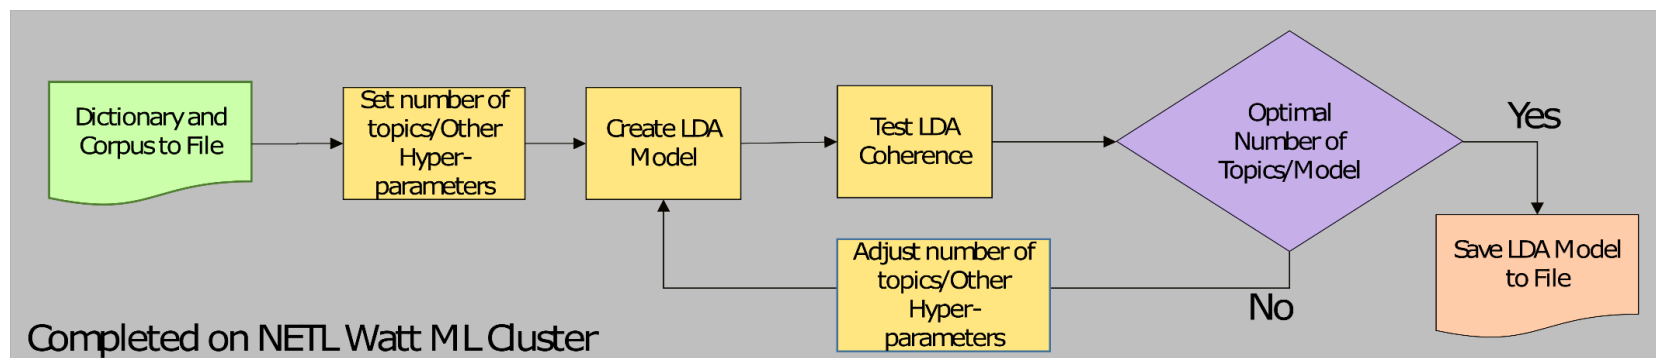 Dictionary and
Corpus to File
Set number of
topics/Other
Hyper-
parameters
Create LDA
Model
Test LDA
Coherence
Optimal
Number of
Topics/Model
Yes
Save LDA Model
to File
No
Adjust number of
topics/Other
Hyper-
parameters
Completed on NETL Watt ML Cluster